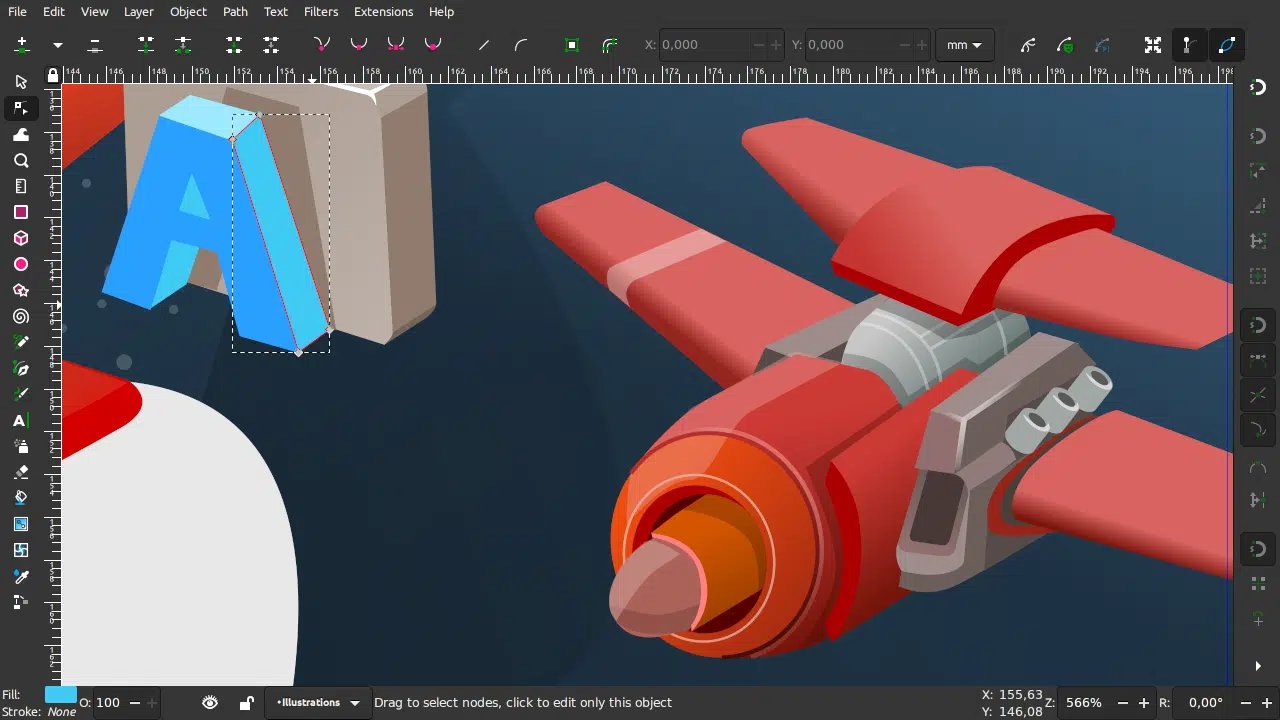 File Edit View Layer Object Path Text Filters Extensions Help
X: 0,000 Y: 0,000 mm
144 146 148 150 152 154 156 158 160 162 164 166 168 170 172 174 176 178 180 182 184 186 188 190 192 194 196 198
A
A
Fill: O: 100 •Illustrations Drag to select nodes, click to edit only this object X: 155,63 Z: 566% R: 0,00°
Stroke: None Y: 146,08